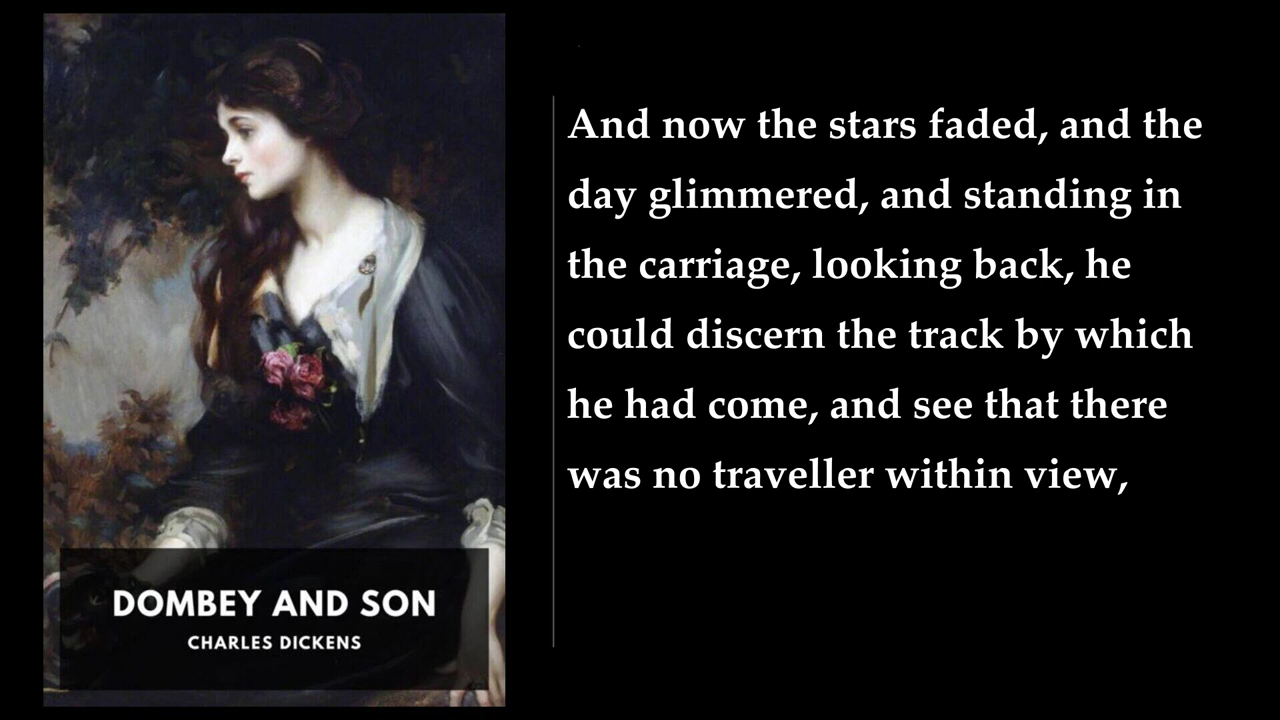 And now the stars faded, and the
day glimmered, and standing in
the carriage, looking back, he
could discern the track by which
he had come, and see that there
was no traveller within view,
DOMBEY AND SON
CHARLES DICKENS